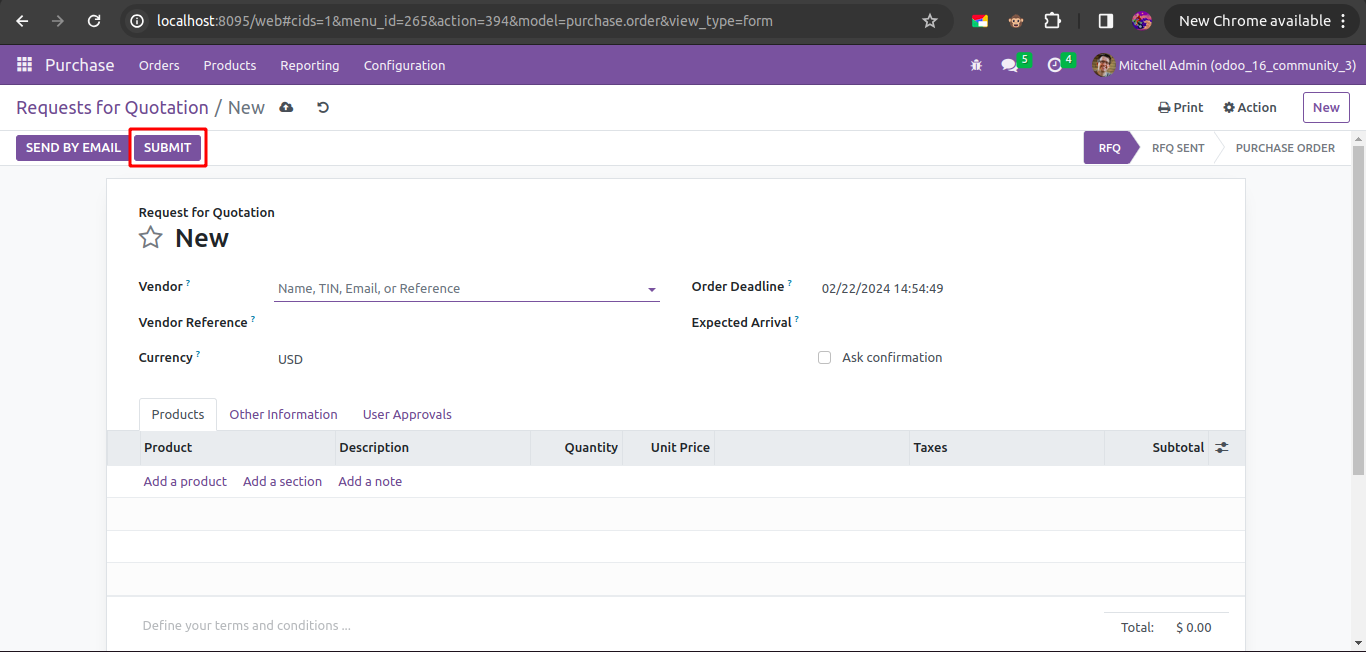 localhost:8095/web#cids=1&menu_id=265&action=394&model=purchase.order&view_type=form
New Chrome available
Purchase Orders Products Reporting Configuration 5 4 Mitchell Admin (odoo_16_community_3)
Requests for Quotation / New Print Action New
SEND BY EMAIL SUBMIT RFQ RFQ SENT PURCHASE ORDER
Request for Quotation
New
Vendor ? Name, TIN, Email, or Reference Order Deadline ? 02/22/2024 14:54:49
Vendor Reference ? Expected Arrival ?
Currency ? USD Ask confirmation
Products Other Information User Approvals
Product Description Quantity Unit Price Taxes Subtotal
Add a product Add a section Add a note
Define your terms and conditions ...
Total: $ 0.00